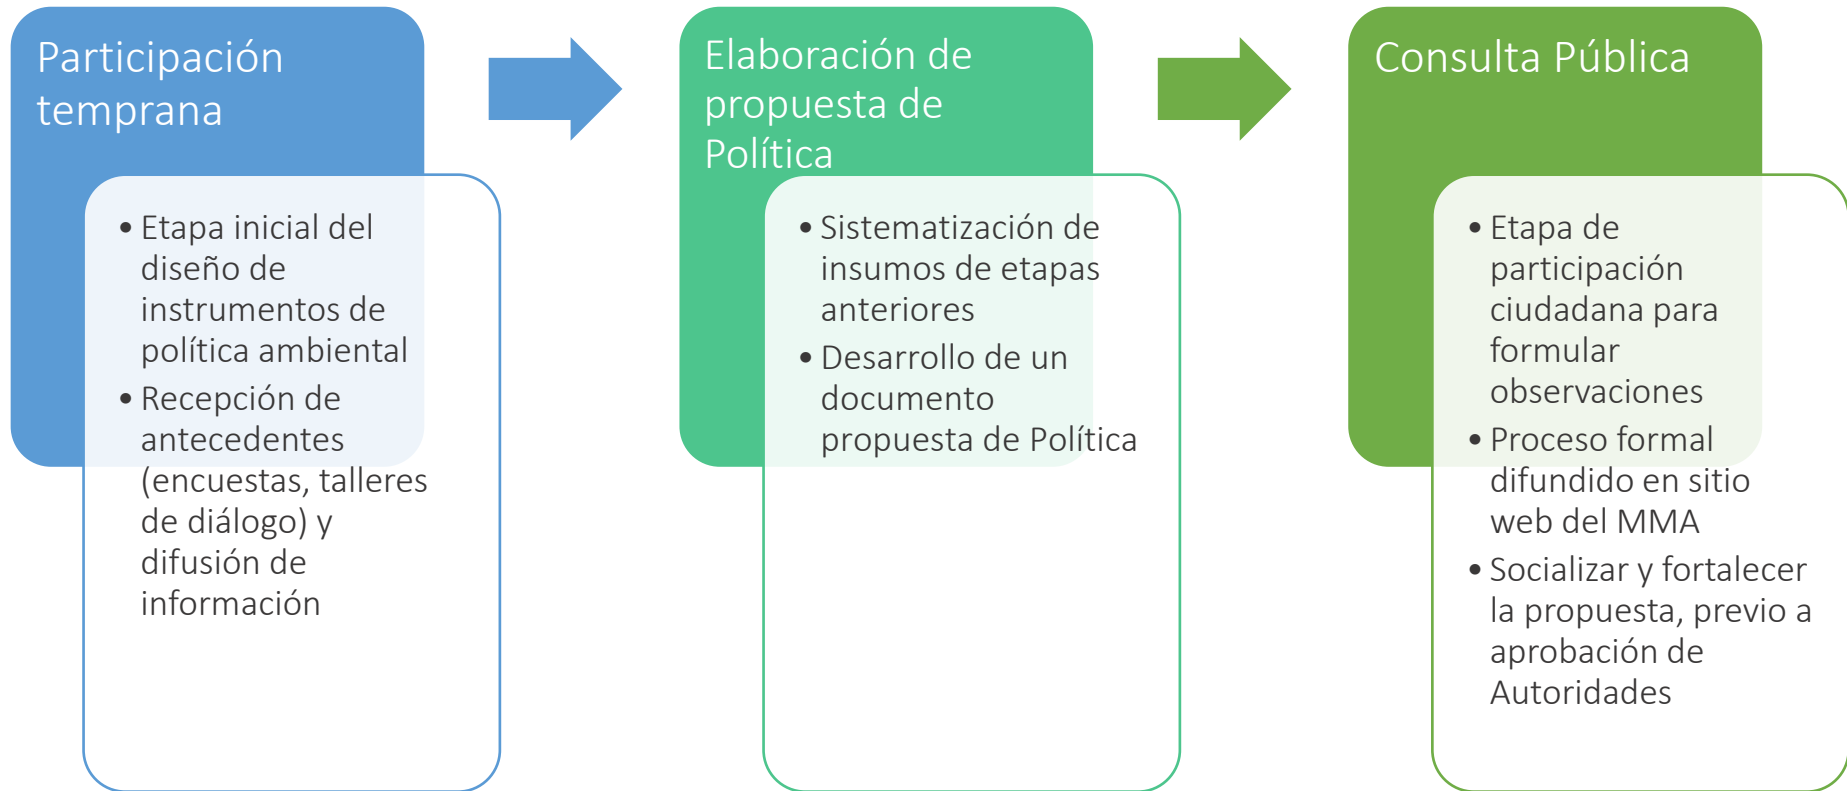 Participación
temprana
• Etapa inicial del
diseño de
instrumentos de
política ambiental
• Recepción de
antecedentes
(encuestas, talleres
de diálogo) y
difusión de
información
Elaboración de
propuesta de
Política
• Sistematización de
insumos de etapas
anteriores
• Desarrollo de un
documento
propuesta de Política
Consulta Pública
• Etapa de
participación
ciudadana para
formular
observaciones
• Proceso formal
difundido en sitio
web del MMA
• Socializar y fortalecer
la propuesta, previo a
aprobación de
Autoridades